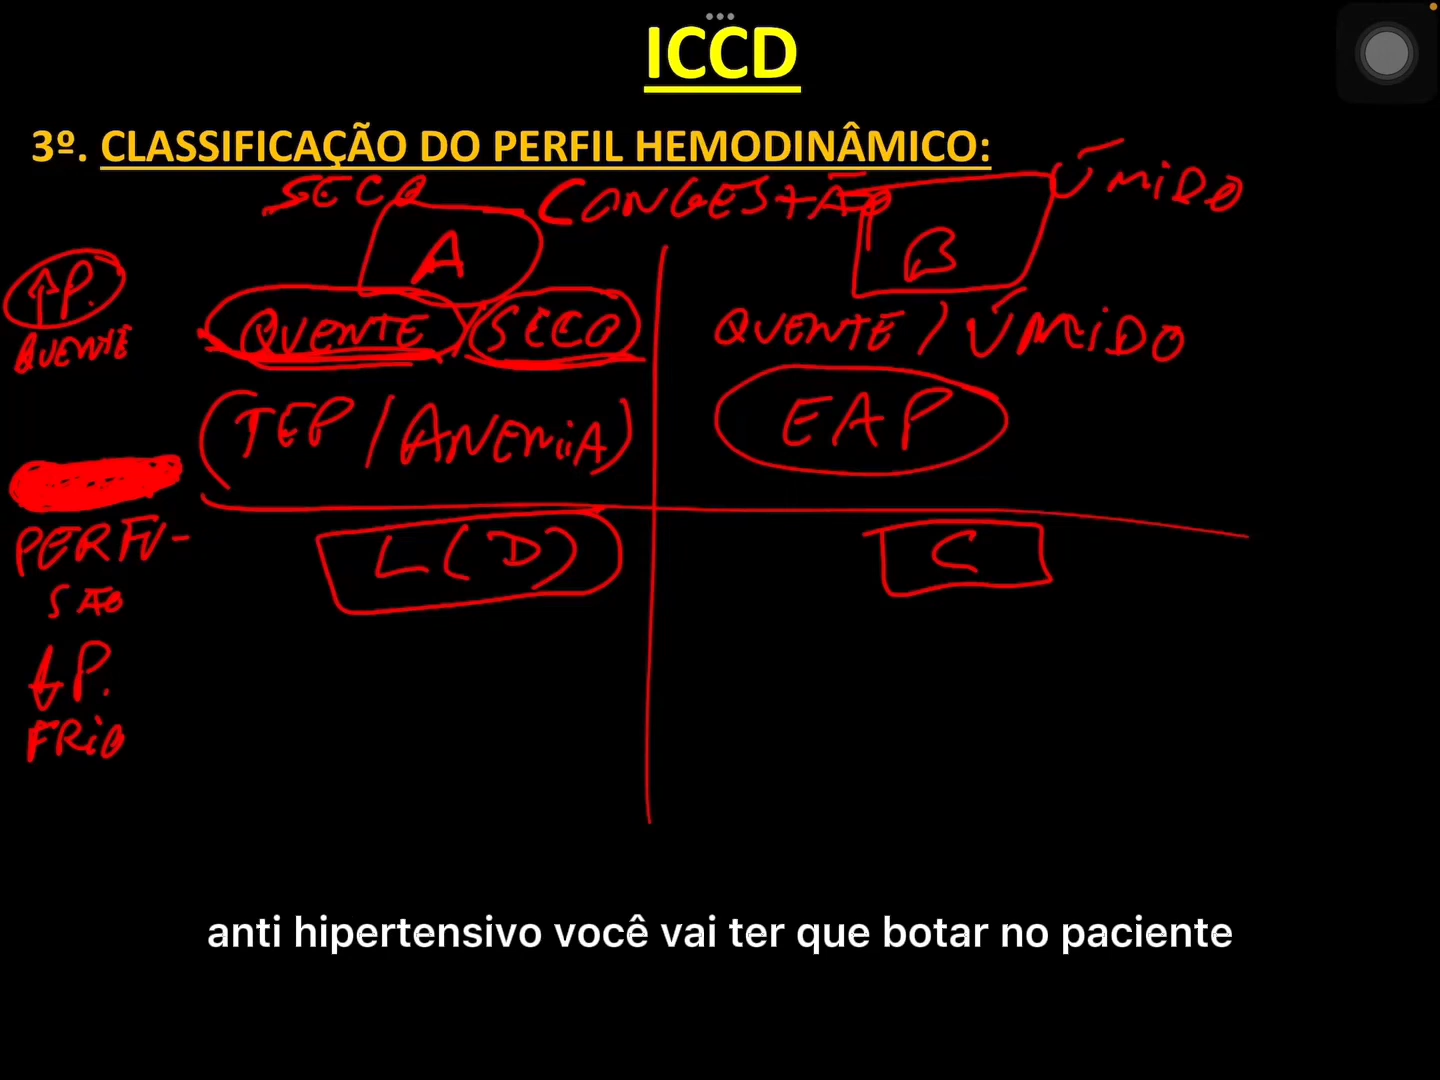 ICCD
3º. CLASSIFICAÇÃO DO PERFIL HEMODINÂMICO:
SECO CONGESTÃO ÚMIDO
A B
↑P.
QUENTE
QUENTE / SECO
QUENTE / ÚMIDO
(TEP / ANEMIA)
EAP
PERFU-
SÃO
L (D)
C
↓P.
FRIO
anti hipertensivo você vai ter que botar no paciente